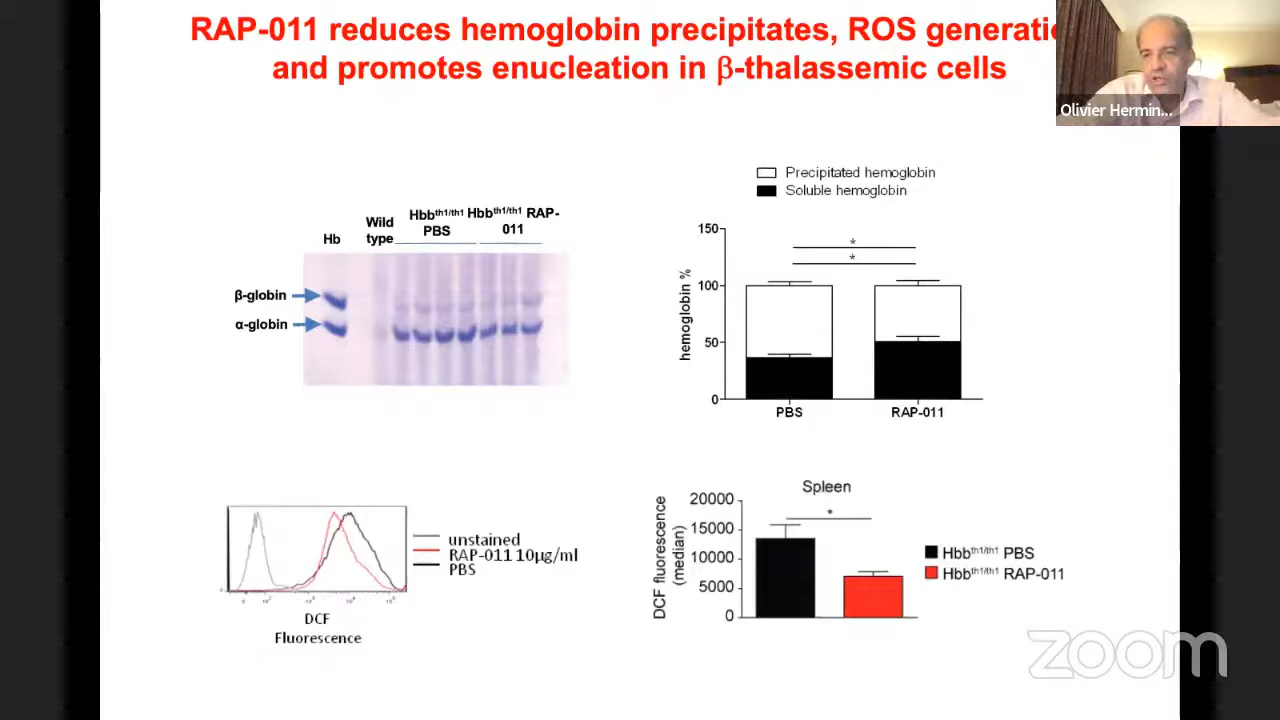 RAP-011 reduces hemoglobin precipitates, ROS generatio
and promotes enucleation in β-thalassemic cells
Olivier Hermin...
Hb
Wild
type
Hbbth1/th1
PBS
Hbbth1/th1 RAP-
011
β-globin
α-globin
Precipitated hemoglobin
Soluble hemoglobin
hemoglobin %
150
100
50
0
*
*
PBS
RAP-011
unstained
RAP-011 10µg/ml
PBS
DCF
Fluorescence
Spleen
DCF fluorescence
(median)
20000
15000
10000
5000
0
*
Hbbth1/th1 PBS
Hbbth1/th1 RAP-011
zoom